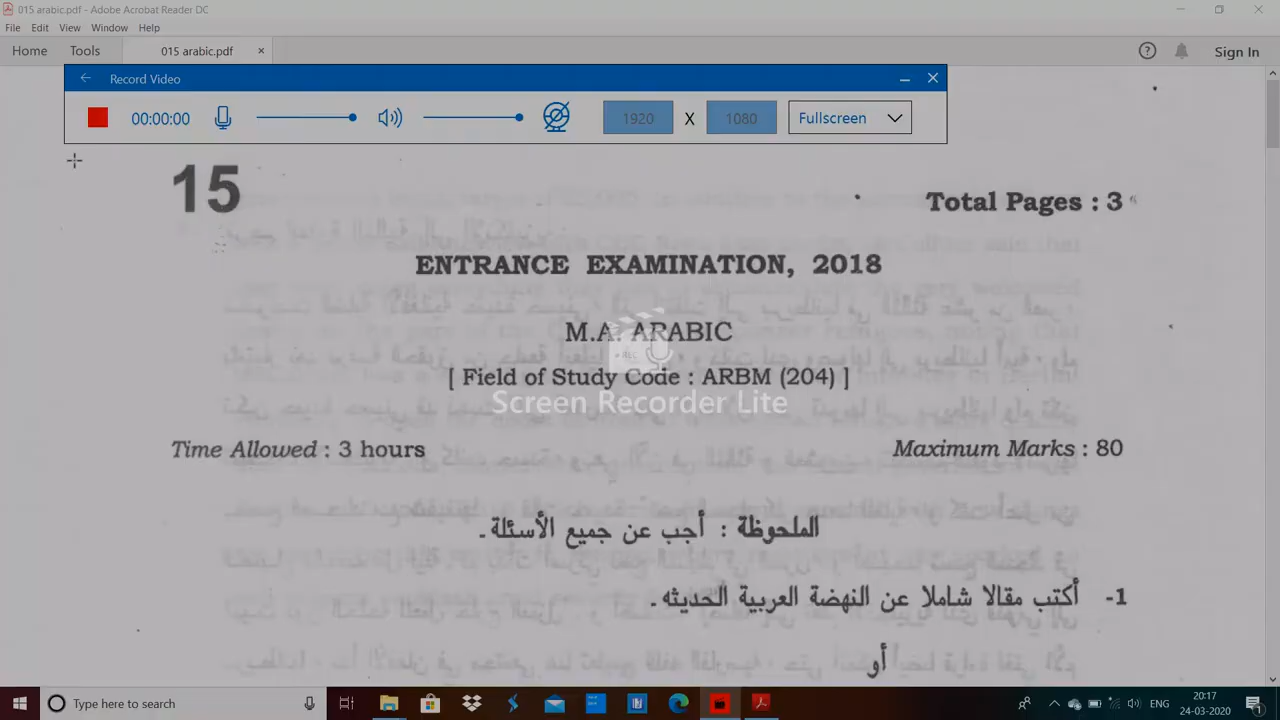 015 arabic.pdf - Adobe Acrobat Reader DC
File Edit View Window Help
Home Tools 015 arabic.pdf × Sign In
Record Video
00:00:00 1920 X 1080 Fullscreen
15
Total Pages : 3
ENTRANCE EXAMINATION, 2018
M.A. ARABIC
REC
[ Field of Study Code : ARBM (204) ]
Screen Recorder Lite
Time Allowed : 3 hours
Maximum Marks : 80
الملحوظة : أجب عن جميع الأسئلة ـ
1- أكتب مقالا شاملا عن النهضة العربية الحديثه ـ
أو
Type here to search
ENG
20:17
24-03-2020
1